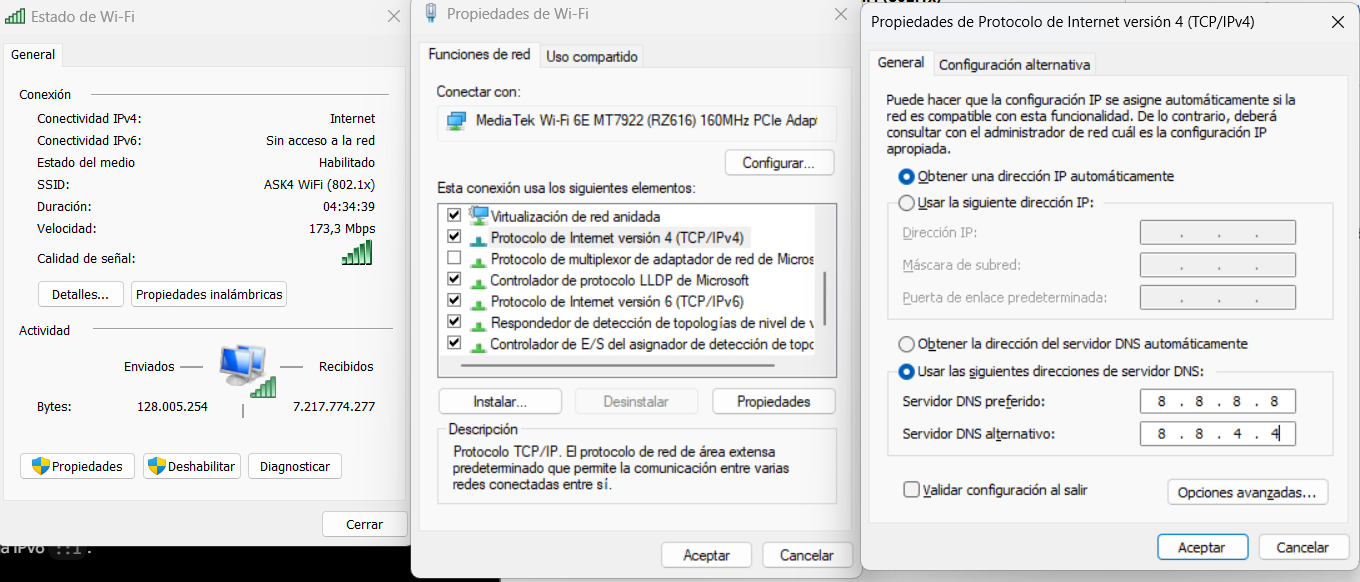 Estado de Wi-Fi
General
Conexión
Conectividad IPv4: Internet
Conectividad IPv6: Sin acceso a la red
Estado del medio Habilitado
SSID: ASK4 WiFi (802.1x)
Duración: 04:34:39
Velocidad: 173,3 Mbps
Calidad de señal:
Detalles... Propiedades inalámbricas
Actividad
Enviados Recibidos
Bytes: 128.005.254 7.217.774.277
Propiedades Deshabilitar Diagnosticar
Cerrar
Propiedades de Wi-Fi
Funciones de red Uso compartido
Conectar con:
MediaTek Wi-Fi 6E MT7922 (RZ616) 160MHz PCIe Adap
Configurar...
Esta conexión usa los siguientes elementos:
Virtualización de red anidada
Protocolo de Internet versión 4 (TCP/IPv4)
Protocolo de multiplexor de adaptador de red de Micros
Controlador de protocolo LLDP de Microsoft
Protocolo de Internet versión 6 (TCP/IPv6)
Respondedor de detección de topologías de nivel de v
Controlador de E/S del asignador de detección de topo
Instalar... Desinstalar Propiedades
Descripción
Protocolo TCP/IP. El protocolo de red de área extensa
predeterminado que permite la comunicación entre varias
redes conectadas entre sí.
Aceptar Cancelar
Propiedades de Protocolo de Internet versión 4 (TCP/IPv4)
General Configuración alternativa
Puede hacer que la configuración IP se asigne automáticamente si la
red es compatible con esta funcionalidad. De lo contrario, deberá
consultar con el administrador de red cuál es la configuración IP
apropiada.
Obtener una dirección IP automáticamente
Usar la siguiente dirección IP:
Dirección IP: . . .
Máscara de subred: . . .
Puerta de enlace predeterminada: . . .
Obtener la dirección del servidor DNS automáticamente
Usar las siguientes direcciones de servidor DNS:
Servidor DNS preferido: 8 . 8 . 8 . 8
Servidor DNS alternativo: 8 . 8 . 4 . 4
Validar configuración al salir
Opciones avanzadas...
Aceptar Cancelar